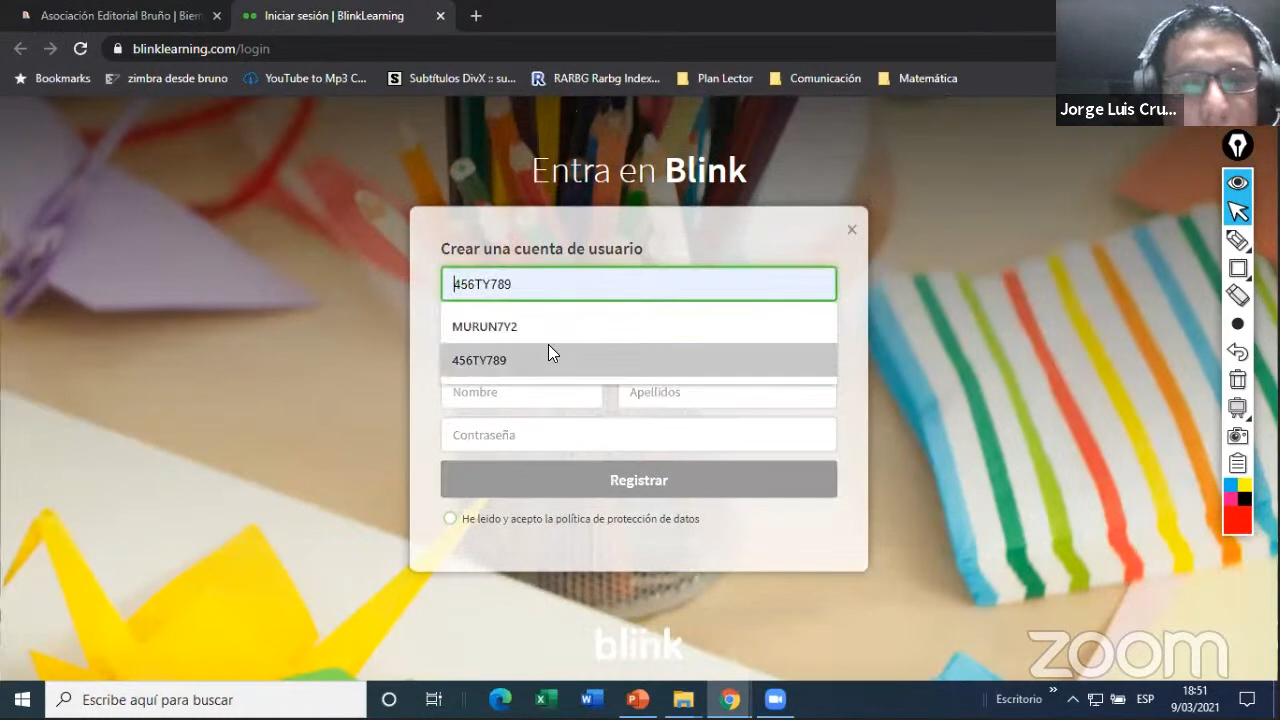 Asociación Editorial Bruño | Bien
Iniciar sesión | BlinkLearning
blinklearning.com/login
Bookmarks
zimbra desde bruno
YouTube to Mp3 C...
Subtítulos DivX :: su...
RARBG Rarbg Index...
Plan Lector
Comunicación
Matemática
Jorge Luis Cru...
Entra en Blink
Crear una cuenta de usuario
456TY789
MURUN7Y2
456TY789
Nombre
Apellidos
Contraseña
Registrar
He leido y acepto la política de protección de datos
blink
zoom
Escribe aquí para buscar
Escritorio
ESP
18:51
9/03/2021